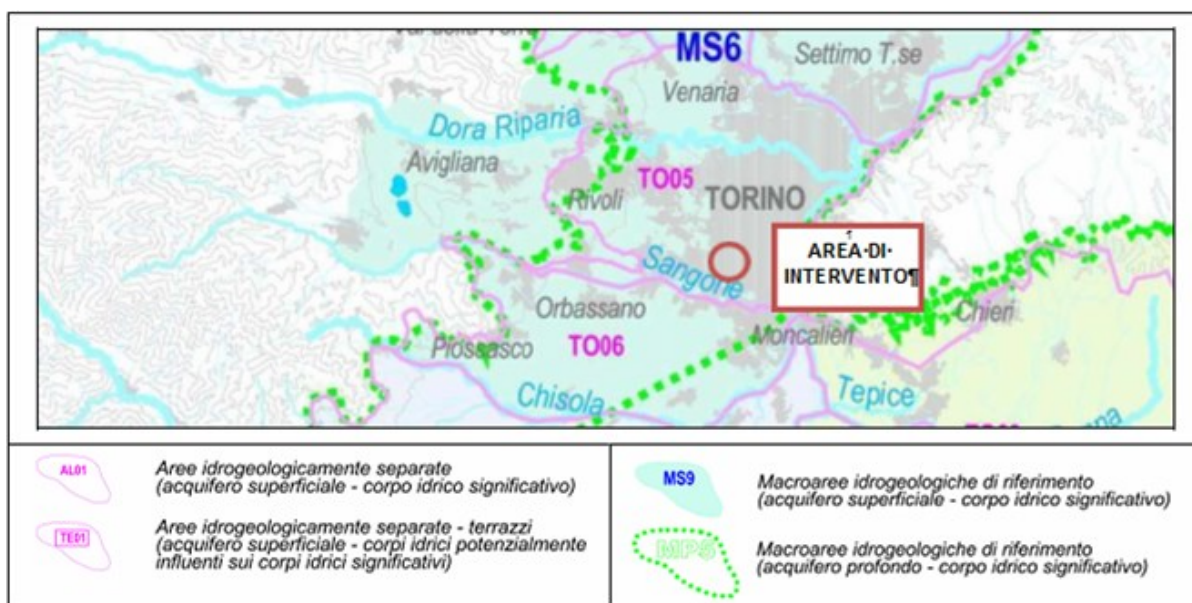 MS6
Settimo T.se
Venaria
Dora Riparia
Avigliana
TO05
Rivoli
TORINO
AREA·DI·
INTERVENTO¶
Sangone
Orbassano
Chieri
Moncalieri
Piossasco
TO06
Chisola
Tepice
AL01
Aree idrogeologicamente separate
(acquifero superficiale - corpo idrico significativo)
TE01
Aree idrogeologicamente separate - terrazzi
(acquifero superficiale - corpi idrici potenzialmente
influenti sui corpi idrici significativi)
MS9
Macroaree idrogeologiche di riferimento
(acquifero superficiale - corpo idrico significativo)
MP5
Macroaree idrogeologiche di riferimento
(acquifero profondo - corpo idrico significativo)